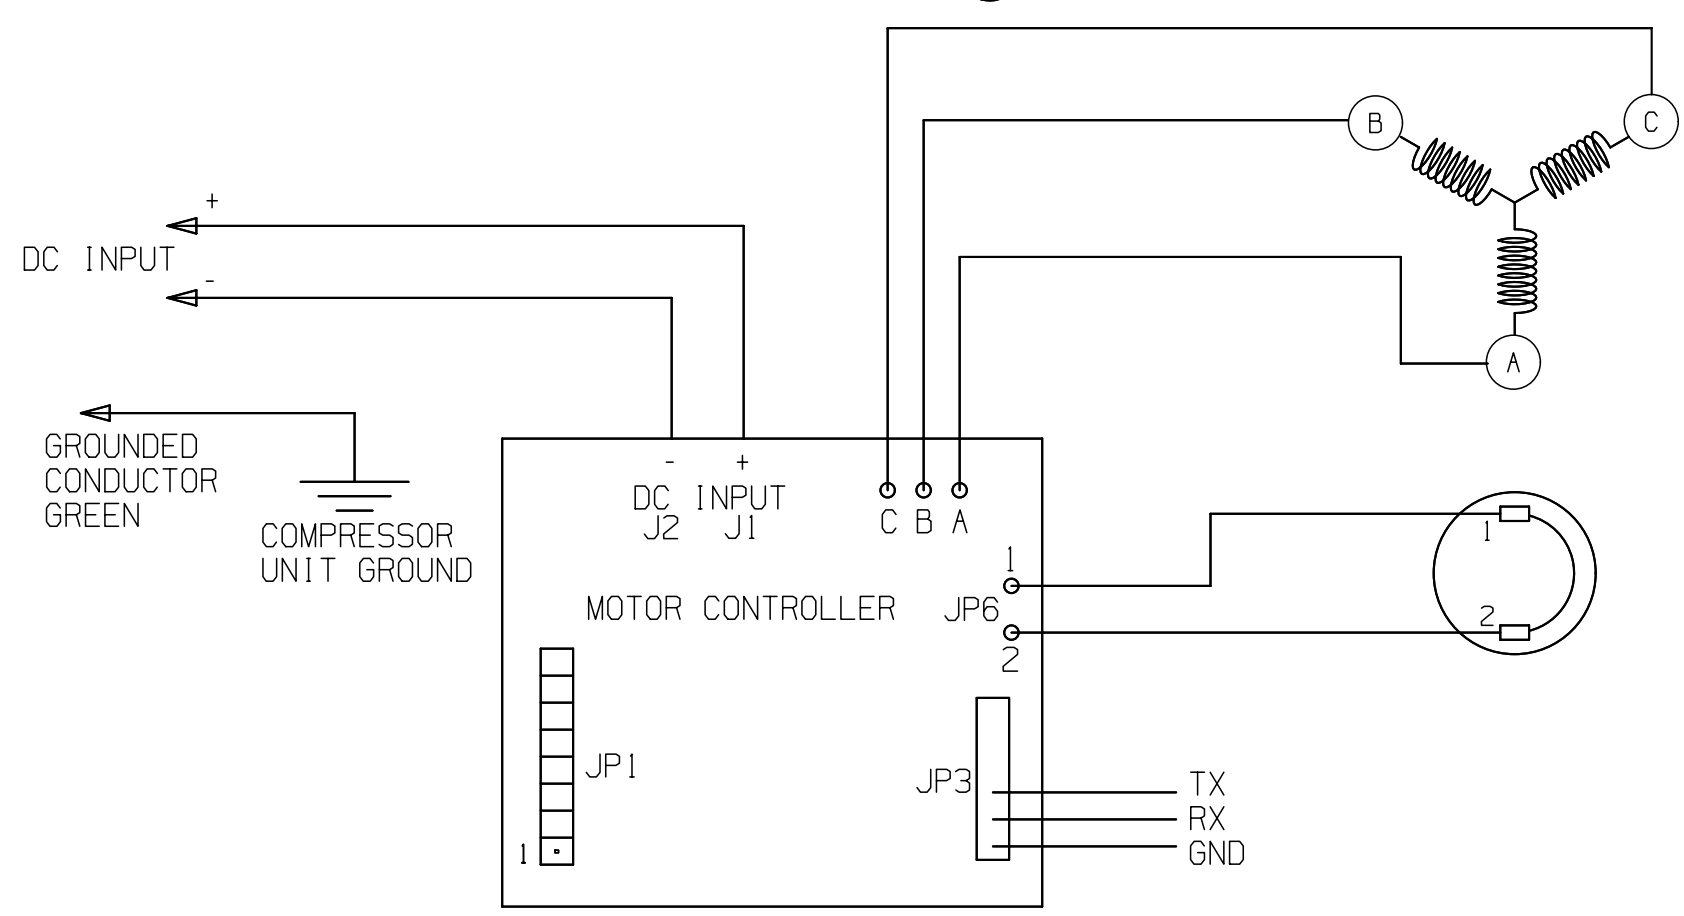 B
C
+
DC INPUT
-
A
GROUNDED
CONDUCTOR
GREEN
COMPRESSOR
UNIT GROUND
- +
DC INPUT
J2 J1
C B A
1
MOTOR CONTROLLER
JP6
2
1
2
JP1
1
JP3
TX
RX
GND